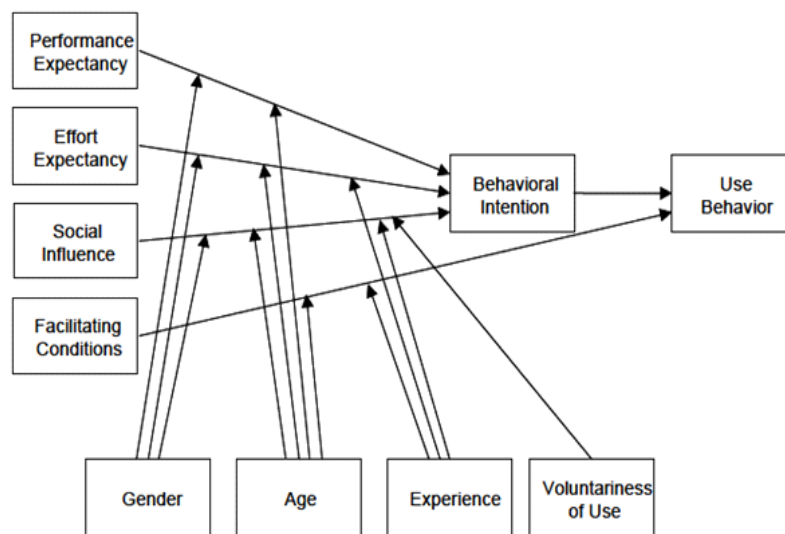 Performance
Expectancy
Effort
Expectancy
Social
Influence
Facilitating
Conditions
Behavioral
Intention
Use
Behavior
Gender
Age
Experience
Voluntariness
of Use